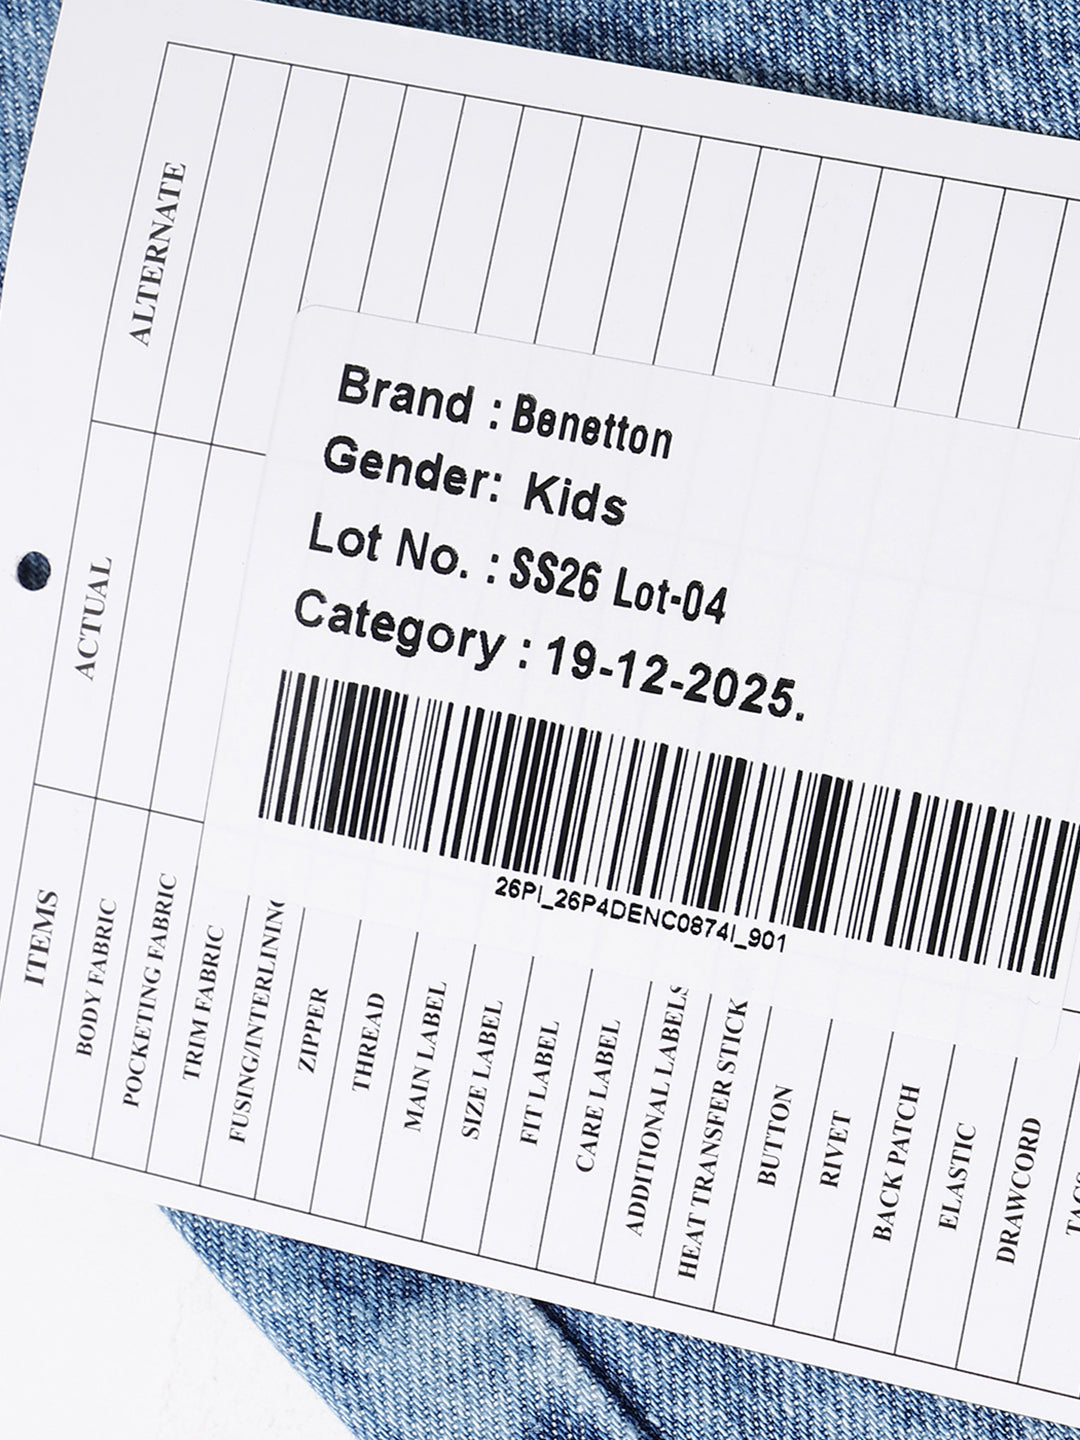 Brand : Benetton
Gender: Kids
Lot No. : SS26 Lot-04
Category : 19-12-2025.
26PI_26P4DENC0874I_901
ITEMS
ACTUAL
ALTERNATE
BODY FABRIC
POCKETING FABRIC
TRIM FABRIC
FUSING/INTERLINING
ZIPPER
THREAD
MAIN LABEL
SIZE LABEL
FIT LABEL
CARE LABEL
ADDITIONAL LABELS
HEAT TRANSFER STICK
BUTTON
RIVET
BACK PATCH
ELASTIC
DRAWCORD